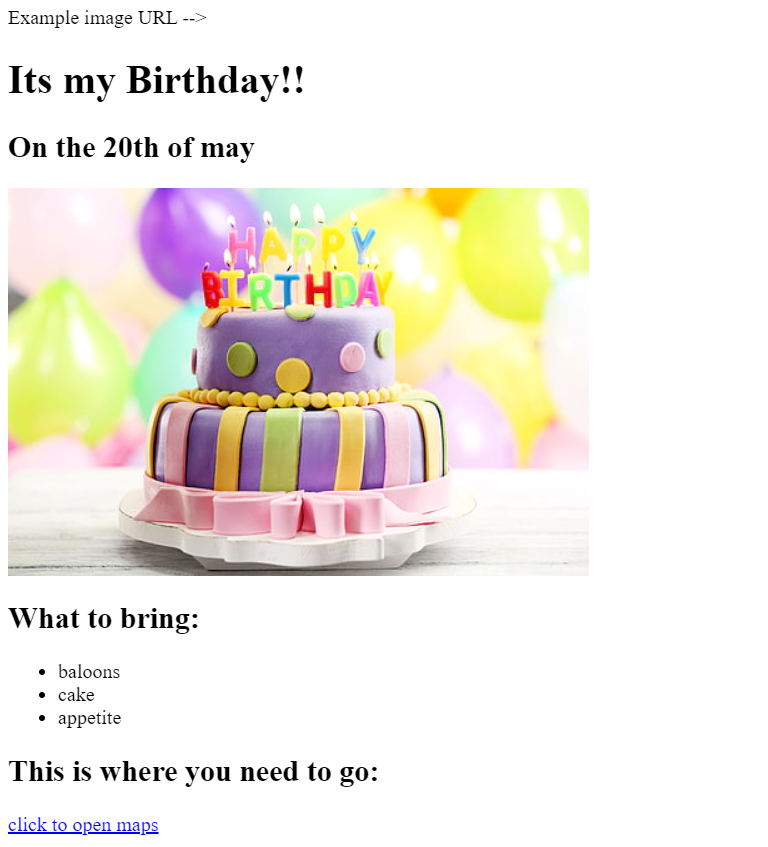 Example image URL -->
Its my Birthday!!
On the 20th of may
HAPPY
BIRTHDAY
What to bring:
baloons
cake
appetite
This is where you need to go:
click to open maps